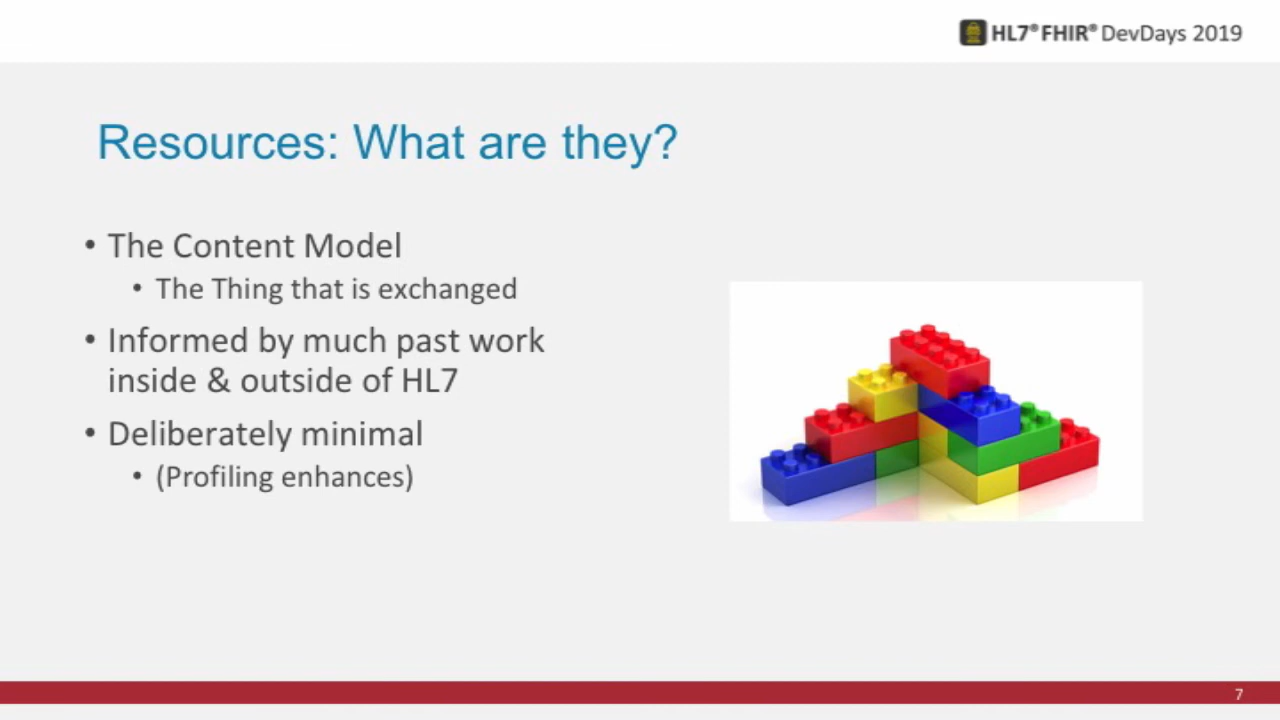 HL7® FHIR® DevDays 2019
Resources: What are they?
• The Content Model
• The Thing that is exchanged
• Informed by much past work
inside & outside of HL7
• Deliberately minimal
• (Profiling enhances)
7